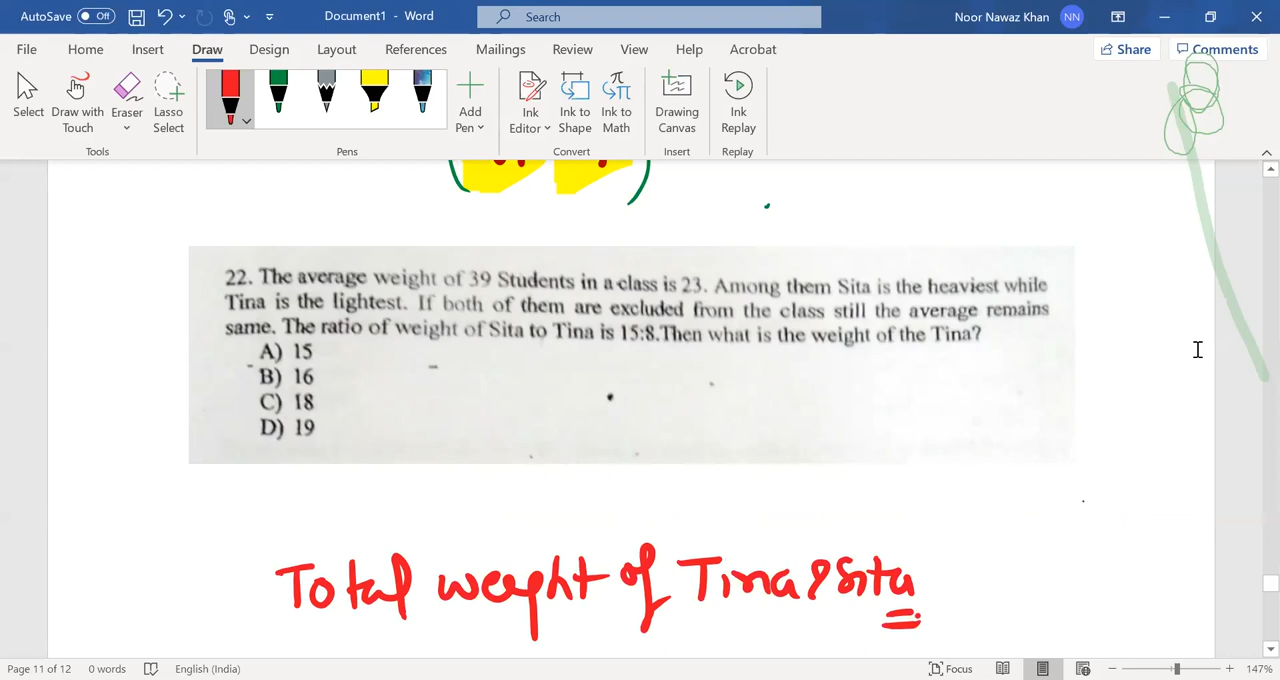 AutoSave Off Document1 - Word Search Noor Nawaz Khan NN
File Home Insert Draw Design Layout References Mailings Review View Help Acrobat Share Comments
Select Draw with Touch Eraser Lasso Select Add Pen Ink Editor Ink to Shape Ink to Math Drawing Canvas Ink Replay
Tools Pens Convert Insert Replay
22. The average weight of 39 Students in a class is 23. Among them Sita is the heaviest while
Tina is the lightest. If both of them are excluded from the class still the average remains
same. The ratio of weight of Sita to Tina is 15:8.Then what is the weight of the Tina?
A) 15
B) 16
C) 18
D) 19
Total weight of Tina & Sita
Page 11 of 12 0 words English (India) Focus 147%